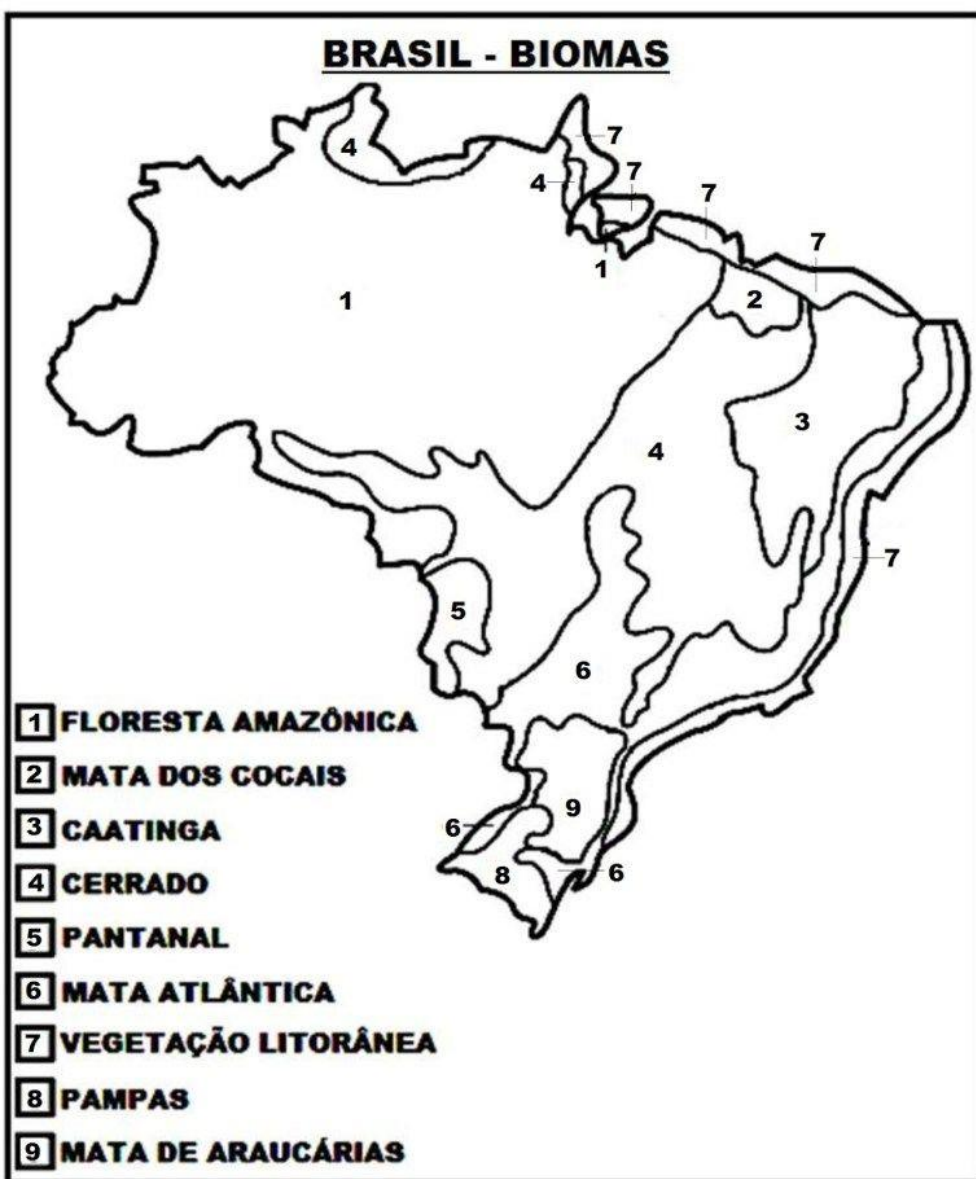 BRASIL - BIOMAS
7
4
7
4
7
7
1
1
2
3
4
7
5
6
9
6
8
6
1 FLORESTA AMAZÔNICA
2 MATA DOS COCAIS
3 CAATINGA
4 CERRADO
5 PANTANAL
6 MATA ATLÂNTICA
7 VEGETAÇÃO LITORÂNEA
8 PAMPAS
9 MATA DE ARAUCÁRIAS